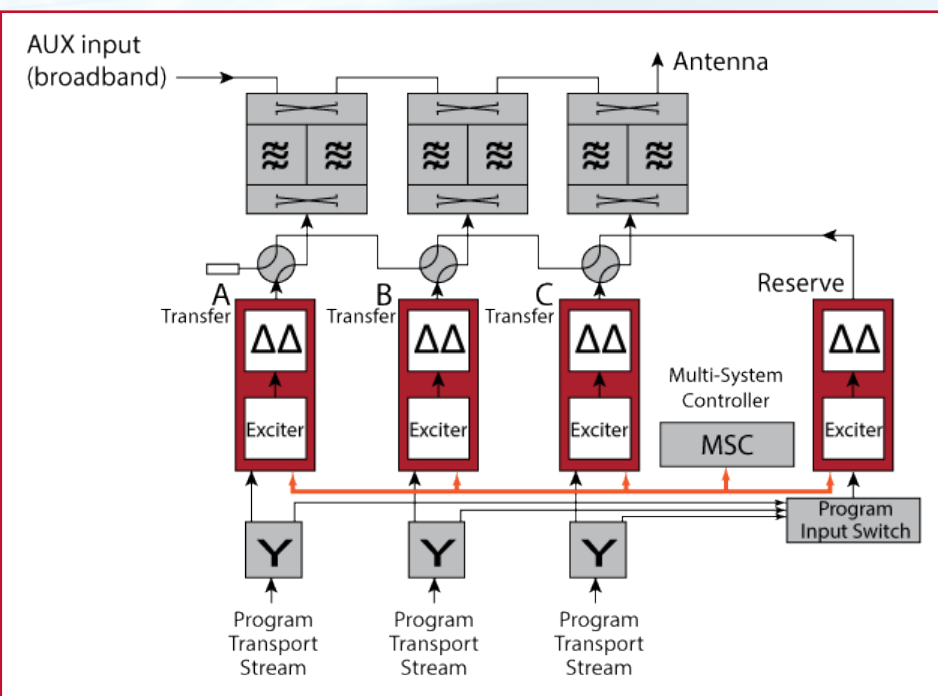 AUX input
(broadband)
Antenna
Reserve
A
Transfer
B
Transfer
C
Transfer
ΔΔ
ΔΔ
ΔΔ
ΔΔ
Multi-System
Controller
Exciter
Exciter
Exciter
MSC
Exciter
Program
Input Switch
Y
Y
Y
Program
Transport
Stream
Program
Transport
Stream
Program
Transport
Stream